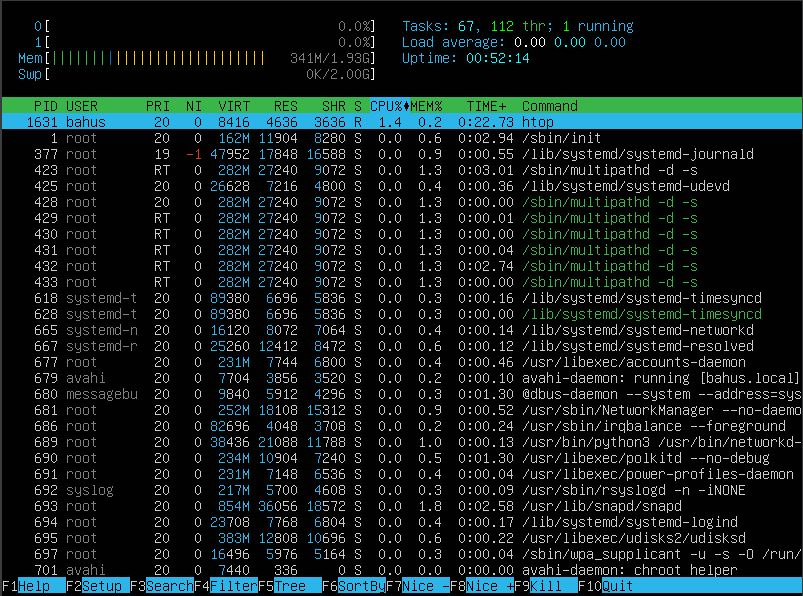 0[ 0.0%] Tasks: 67, 112 thr; 1 running
1[ 0.0%] Load average: 0.00 0.00 0.00
Mem[|||||||||||||||||||||||||||| 341M/1.93G] Uptime: 00:52:14
Swp[ 0K/2.00G]
PID USER PRI NI VIRT RES SHR S CPU%♦MEM% TIME+ Command
1631 bahus 20 0 8416 4636 3636 R 1.4 0.2 0:22.73 htop
1 root 20 0 162M 11904 8280 S 0.0 0.6 0:02.94 /sbin/init
377 root 19 -1 47952 17848 16588 S 0.0 0.9 0:00.55 /lib/systemd/systemd-journald
423 root RT 0 282M 27240 9072 S 0.0 1.3 0:03.01 /sbin/multipathd -d -s
425 root 20 0 26628 7216 4800 S 0.0 0.4 0:00.36 /lib/systemd/systemd-udevd
428 root RT 0 282M 27240 9072 S 0.0 1.3 0:00.00 /sbin/multipathd -d -s
429 root RT 0 282M 27240 9072 S 0.0 1.3 0:00.01 /sbin/multipathd -d -s
430 root RT 0 282M 27240 9072 S 0.0 1.3 0:00.00 /sbin/multipathd -d -s
431 root RT 0 282M 27240 9072 S 0.0 1.3 0:00.04 /sbin/multipathd -d -s
432 root RT 0 282M 27240 9072 S 0.0 1.3 0:02.74 /sbin/multipathd -d -s
433 root RT 0 282M 27240 9072 S 0.0 1.3 0:00.00 /sbin/multipathd -d -s
618 systemd-t 20 0 89380 6696 5836 S 0.0 0.3 0:00.16 /lib/systemd/systemd-timesyncd
628 systemd-t 20 0 89380 6696 5836 S 0.0 0.3 0:00.00 /lib/systemd/systemd-timesyncd
665 systemd-n 20 0 16120 8072 7064 S 0.0 0.4 0:00.14 /lib/systemd/systemd-networkd
667 systemd-r 20 0 25260 12412 8472 S 0.0 0.6 0:00.12 /lib/systemd/systemd-resolved
677 root 20 0 231M 7744 6800 S 0.0 0.4 0:00.46 /usr/libexec/accounts-daemon
679 avahi 20 0 7704 3856 3520 S 0.0 0.2 0:00.10 avahi-daemon: running [bahus.local]
680 messagebu 20 0 9840 5912 4296 S 0.0 0.3 0:01.30 @dbus-daemon --system --address=sys
681 root 20 0 252M 18108 15312 S 0.0 0.9 0:00.52 /usr/sbin/NetworkManager --no-daemo
686 root 20 0 82696 4048 3708 S 0.0 0.2 0:00.24 /usr/sbin/irqbalance --foreground
689 root 20 0 38436 21088 11788 S 0.0 1.0 0:00.13 /usr/bin/python3 /usr/bin/networkd-
690 root 20 0 234M 10904 7240 S 0.0 0.5 0:01.30 /usr/libexec/polkitd --no-debug
691 root 20 0 231M 7148 6536 S 0.0 0.4 0:00.04 /usr/libexec/power-profiles-daemon
692 syslog 20 0 217M 5700 4608 S 0.0 0.3 0:00.09 /usr/sbin/rsyslogd -n -iNONE
693 root 20 0 854M 36056 18572 S 0.0 1.8 0:02.58 /usr/lib/snapd/snapd
694 root 20 0 23708 7768 6804 S 0.0 0.4 0:00.17 /lib/systemd/systemd-logind
695 root 20 0 383M 12808 10696 S 0.0 0.6 0:00.22 /usr/libexec/udisks2/udisksd
697 root 20 0 16496 5976 5164 S 0.0 0.3 0:00.04 /sbin/wpa_supplicant -u -s -O /run/
701 avahi 20 0 7440 336 0 S 0.0 0.0 0:00.00 avahi-daemon: chroot helper
F1Help F2Setup F3SearchF4FilterF5Tree F6SortByF7Nice -F8Nice +F9Kill F10Quit